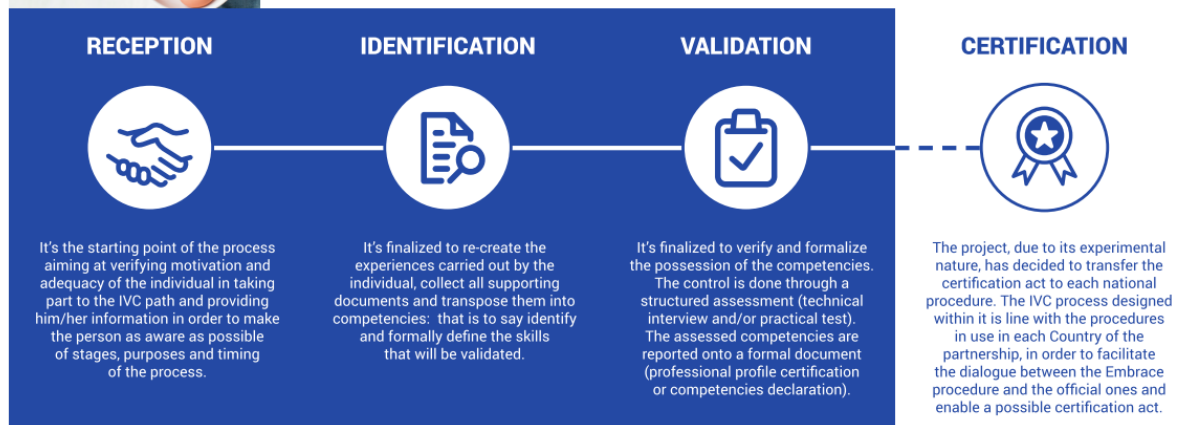 RECEPTION
It's the starting point of the process
aiming at verifying motivation and
adequacy of the individual in taking
part to the IVC path and providing
him/her information in order to make
the person as aware as possible
of stages, purposes and timing
of the process.
IDENTIFICATION
It's finalized to re-create the
experiences carried out by the
individual, collect all supporting
documents and transpose them into
competencies: that is to say identify
and formally define the skills
that will be validated.
VALIDATION
It's finalized to verify and formalize
the possession of the competencies.
The control is done through a
structured assessment (technical
interview and/or practical test).
The assessed competencies are
reported onto a formal document
(professional profile certification
or competencies declaration).
CERTIFICATION
The project, due to its experimental
nature, has decided to transfer the
certification act to each national
procedure. The IVC process designed
within it is line with the procedures
in use in each Country of the
partnership, in order to facilitate
the dialogue between the Embrace
procedure and the official ones and
enable a possible certification act.